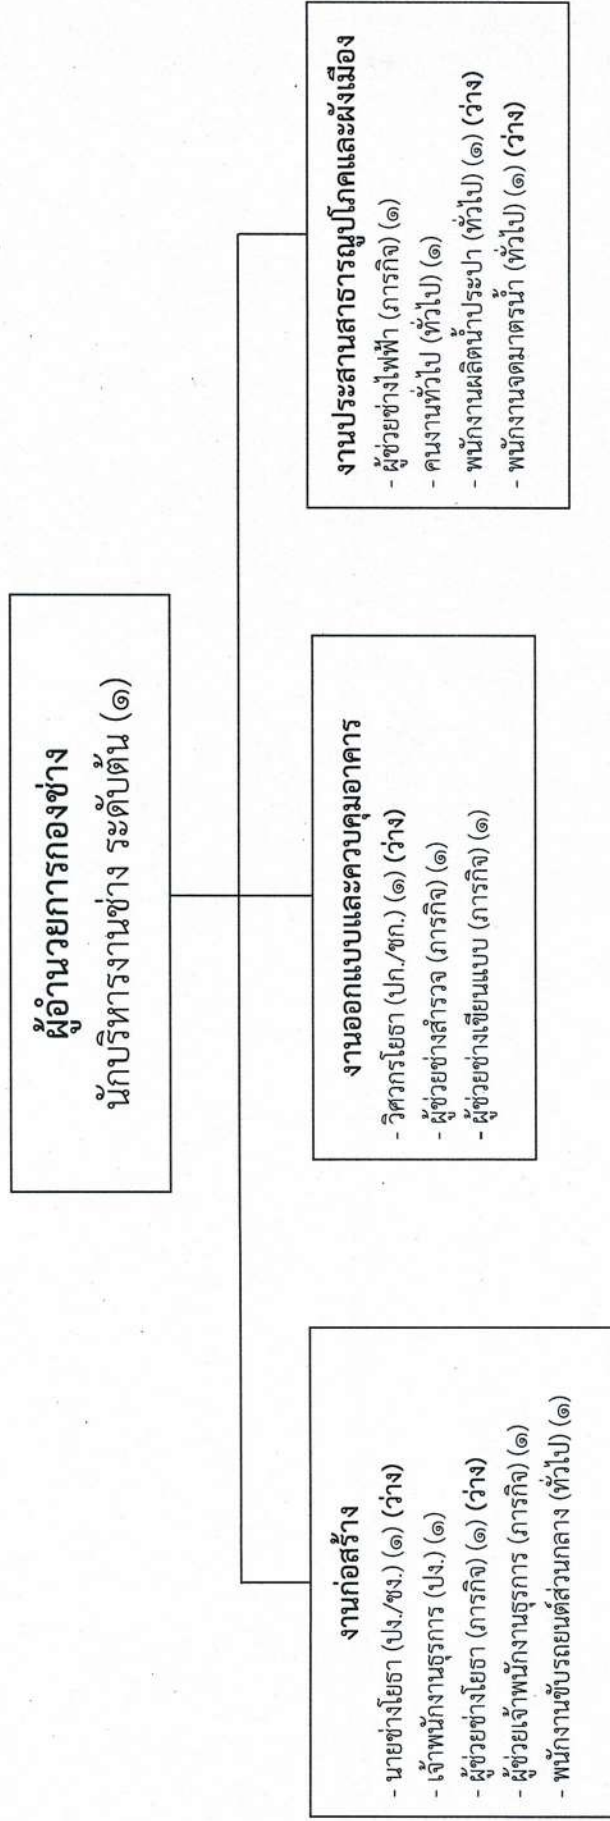 ผู้อำนวยการกองช่าง
นักบริหารงานช่าง ระดับต้น (๑)
งานก่อสร้าง
- นายช่างโยธา (ปง./ชง.) (๑) (ว่าง)
- เจ้าพนักงานธุรการ (ปง.) (๑)
- ผู้ช่วยช่างโยธา (ภารกิจ) (๑) (ว่าง)
- ผู้ช่วยเจ้าพนักงานธุรการ (ภารกิจ) (๑)
- พนักงานขับรถยนต์ส่วนกลาง (ทั่วไป) (๑)
งานออกแบบและควบคุมอาคาร
- วิศวกรโยธา (ปก./ชก.) (๑) (ว่าง)
- ผู้ช่วยช่างสำรวจ (ภารกิจ) (๑)
- ผู้ช่วยช่างเขียนแบบ (ภารกิจ) (๑)
งานประสานสาธารณูปโภคและผังเมือง
- ผู้ช่วยช่างไฟฟ้า (ภารกิจ) (๑)
- คนงานทั่วไป (ทั่วไป) (๑)
- พนักงานผลิตน้ำประปา (ทั่วไป) (๑) (ว่าง)
- พนักงานจดมาตรน้ำ (ทั่วไป) (๑) (ว่าง)